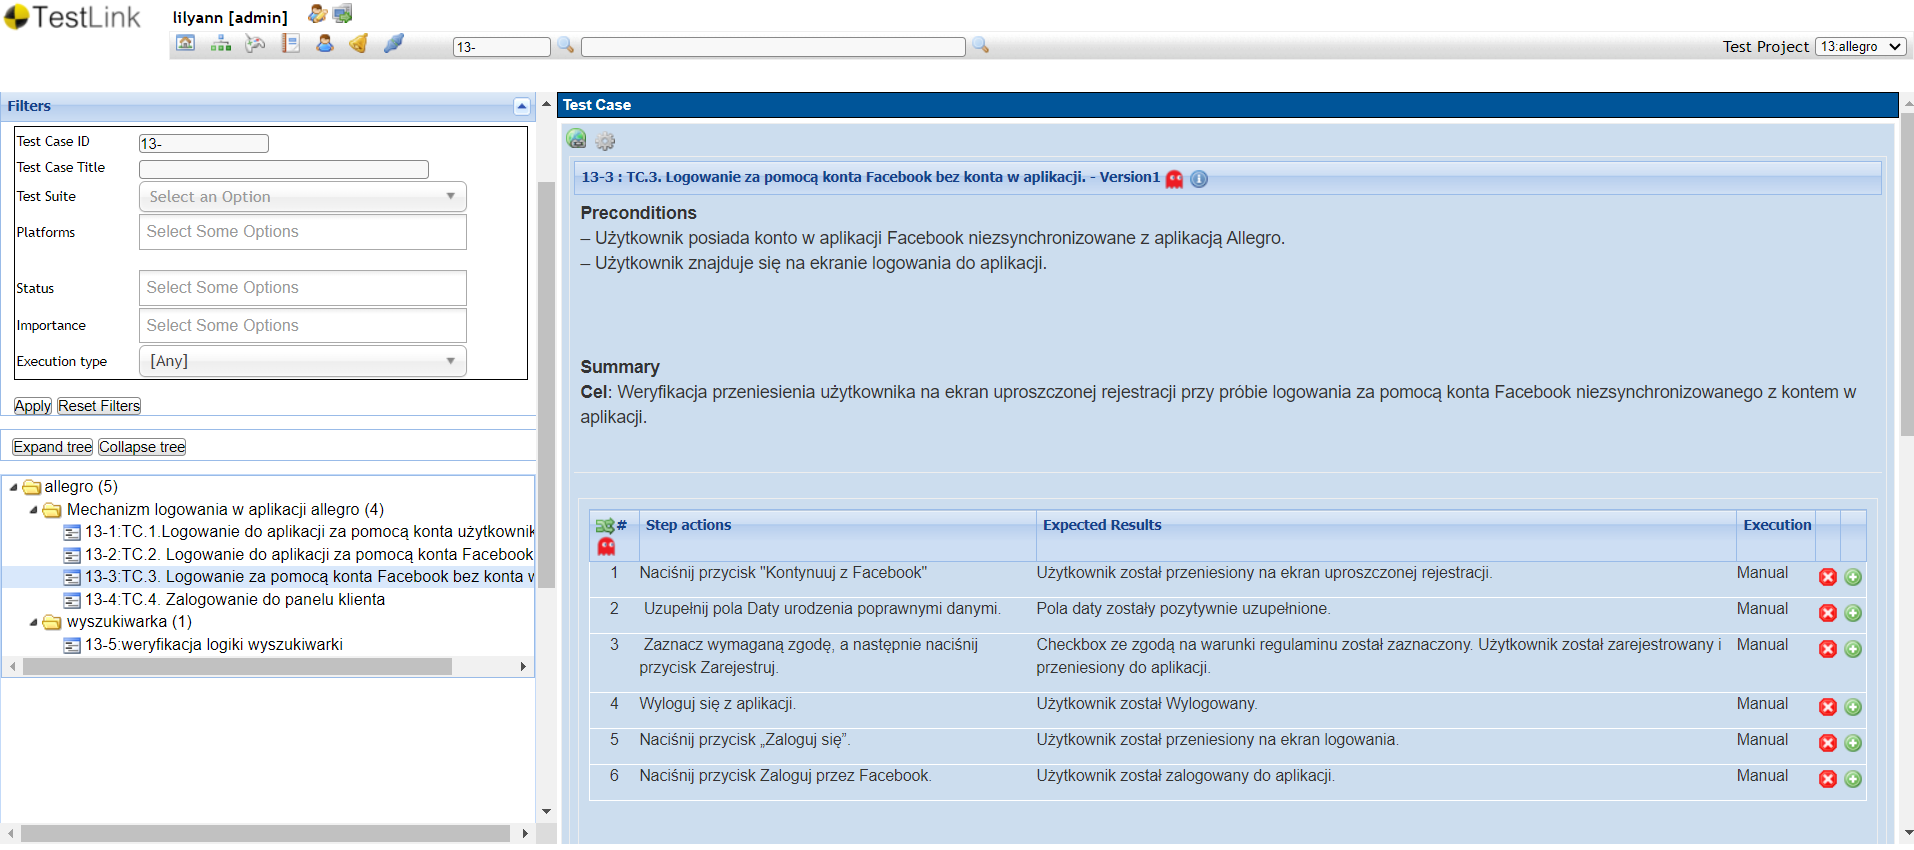 TestLink
lilyann [admin]
13-
Test Project 13:allegro
Filters
Test Case ID 13-
Test Case Title
Test Suite Select an Option
Platforms Select Some Options
Status Select Some Options
Importance Select Some Options
Execution type [Any]
Apply Reset Filters
Expand tree Collapse tree
allegro (5)
Mechanizm logowania w aplikacji allegro (4)
13-1:TC.1.Logowanie do aplikacji za pomocą konta użytkownik
13-2:TC.2. Logowanie do aplikacji za pomocą konta Facebook
13-3:TC.3. Logowanie za pomocą konta Facebook bez konta w
13-4:TC.4. Zalogowanie do panelu klienta
wyszukiwarka (1)
13-5:weryfikacja logiki wyszukiwarki
Test Case
13-3 : TC.3. Logowanie za pomocą konta Facebook bez konta w aplikacji. - Version1
Preconditions
– Użytkownik posiada konto w aplikacji Facebook niezsynchronizowane z aplikacją Allegro.
– Użytkownik znajduje się na ekranie logowania do aplikacji.
Summary
Cel: Weryfikacja przeniesienia użytkownika na ekran uproszczonej rejestracji przy próbie logowania za pomocą konta Facebook niezsynchronizowanego z kontem w
aplikacji.
# Step actions Expected Results Execution
1 Naciśnij przycisk "Kontynuuj z Facebook" Użytkownik został przeniesiony na ekran uproszczonej rejestracji. Manual
2 Uzupełnij pola Daty urodzenia poprawnymi danymi. Pola daty zostały pozytywnie uzupełnione. Manual
3 Zaznacz wymaganą zgodę, a następnie naciśnij Checkbox ze zgodą na warunki regulaminu został zaznaczony. Użytkownik został zarejestrowany i Manual
przycisk Zarejestruj. przeniesiony do aplikacji.
4 Wyloguj się z aplikacji. Użytkownik został Wylogowany. Manual
5 Naciśnij przycisk „Zaloguj się”. Użytkownik został przeniesiony na ekran logowania. Manual
6 Naciśnij przycisk Zaloguj przez Facebook. Użytkownik został zalogowany do aplikacji. Manual